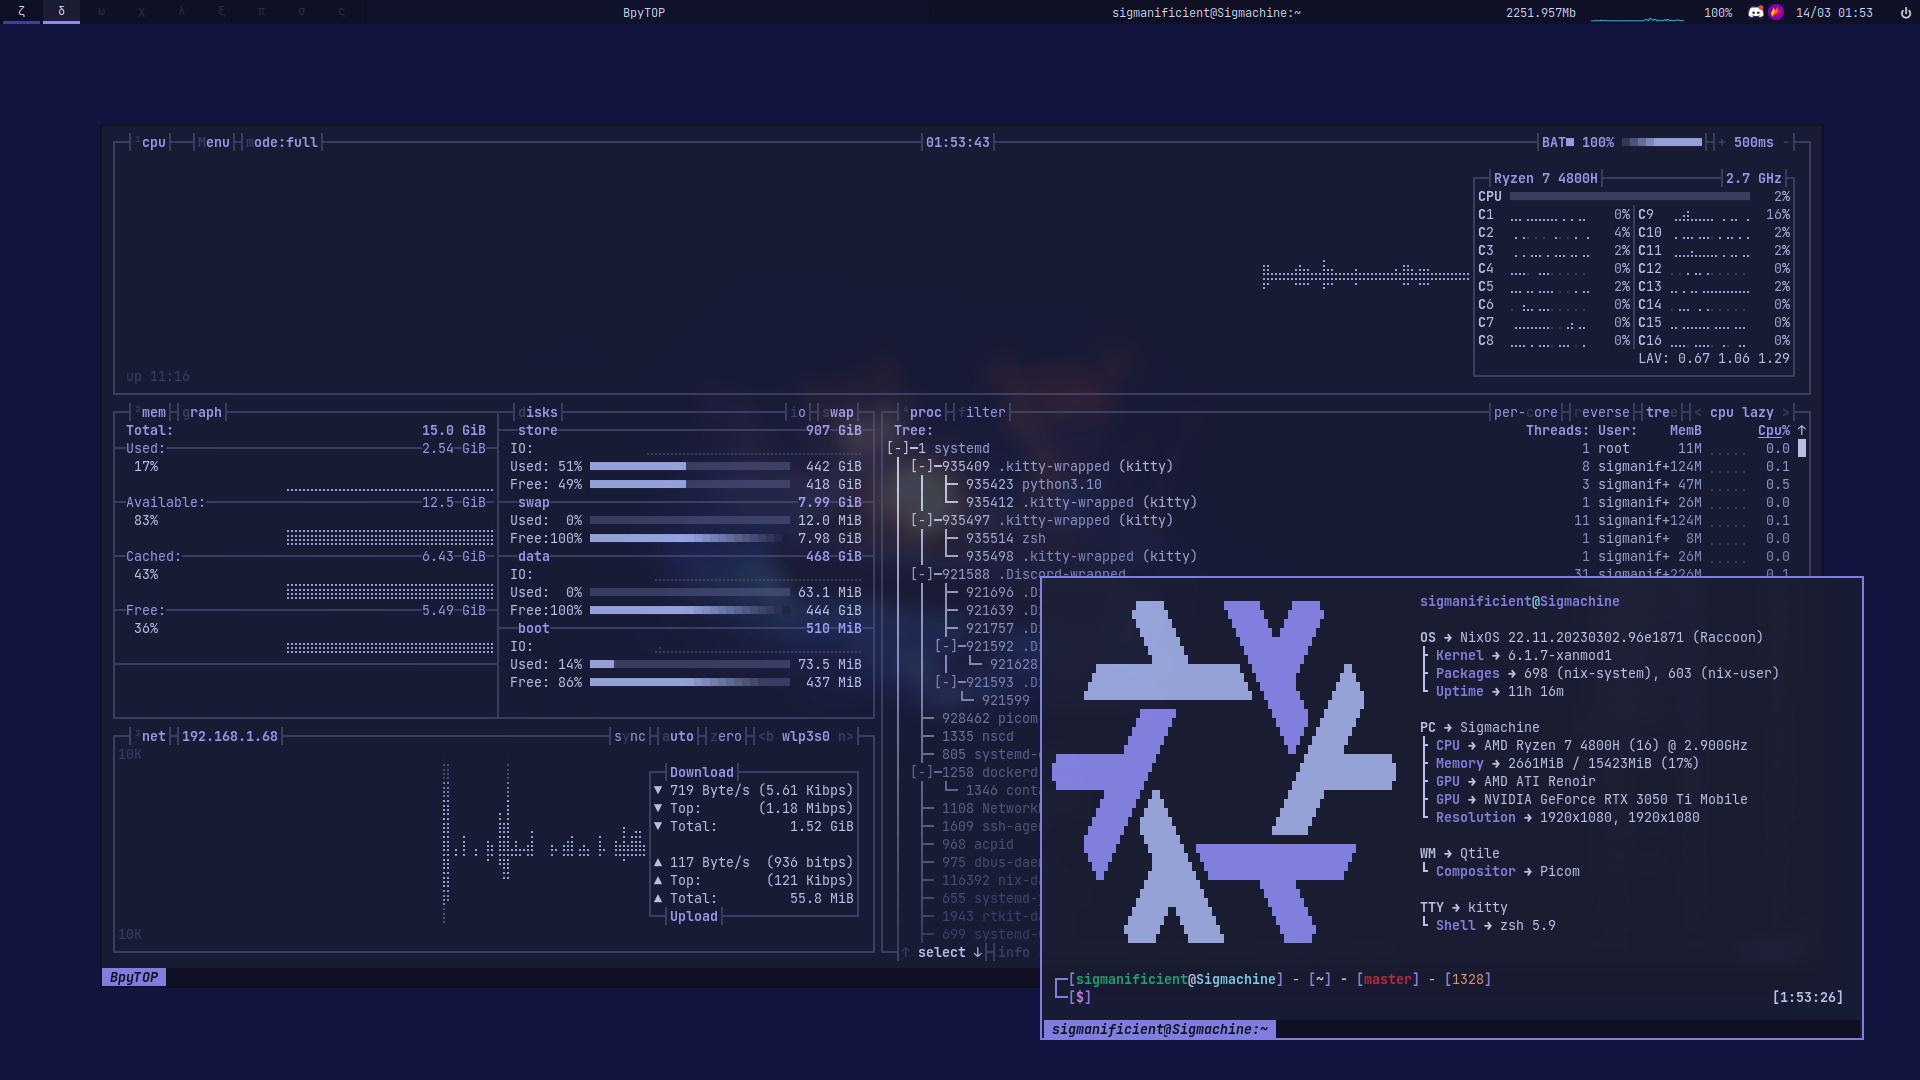 ζ δ ω χ λ ξ π σ ς BpyTOP sigmanificient@Sigmachine:~ 2251.957Mb 100% 14/03 01:53
¹cpu Menu mode:full 01:53:43 BAT■ 100% + 500ms -
Ryzen 7 4800H 2.7 GHz
CPU 2%
C1 0% C9 16%
C2 4% C10 2%
C3 2% C11 2%
C4 0% C12 0%
C5 2% C13 2%
C6 0% C14 0%
C7 0% C15 0%
C8 0% C16 0%
LAV: 0.67 1.06 1.29
up 11:16
²mem graph
Total: 15.0 GiB
Used: 2.54 GiB
17%
Available: 12.5 GiB
83%
Cached: 6.43 GiB
43%
Free: 5.49 GiB
36%
disks io swap
store 907 GiB
IO:
Used: 51% 442 GiB
Free: 49% 418 GiB
swap 7.99 GiB
Used: 0% 12.0 MiB
Free:100% 7.98 GiB
data 468 GiB
IO:
Used: 0% 63.1 MiB
Free:100% 444 GiB
boot 510 MiB
IO:
Used: 14% 73.5 MiB
Free: 86% 437 MiB
³net 192.168.1.68 sync auto zero <b wlp3s0 n>
10K
Download
▼ 719 Byte/s (5.61 Kibps)
▼ Top: (1.18 Mibps)
▼ Total: 1.52 GiB
▲ 117 Byte/s (936 bitps)
▲ Top: (121 Kibps)
▲ Total: 55.8 MiB
Upload
10K
⁴proc filter per-core reverse tree < cpu lazy >
Tree: Threads: User: MemB Cpu% ↑
[-]─1 systemd 1 root 11M 0.0
[-]─935409 .kitty-wrapped (kitty) 8 sigmanif+124M 0.1
├─ 935423 python3.10 3 sigmanif+ 47M 0.5
└─ 935412 .kitty-wrapped (kitty) 1 sigmanif+ 26M 0.0
[-]─935497 .kitty-wrapped (kitty) 11 sigmanif+124M 0.1
├─ 935514 zsh 1 sigmanif+ 8M 0.0
└─ 935498 .kitty-wrapped (kitty) 1 sigmanif+ 26M 0.0
[-]─921588 .Discord-wrapped 31 sigmanif+226M 0.1
├─ 921696 .Di
├─ 921639 .Di
├─ 921757 .Di
[-]─921592 .Di
└─ 921628
[-]─921593 .Di
└─ 921599
├─ 928462 picom
├─ 1335 nscd
├─ 805 systemd-
[-]─1258 dockerd
└─ 1346 conta
├─ 1108 Network
├─ 1609 ssh-age
├─ 968 acpid
├─ 975 dbus-dae
├─ 116392 nix-da
├─ 655 systemd-
├─ 1943 rtkit-da
├─ 699 systemd-
↑ select ↓ info
BpyTOP
sigmanificient@Sigmachine
OS → NixOS 22.11.20230302.96e1871 (Raccoon)
├ Kernel → 6.1.7-xanmod1
├ Packages → 698 (nix-system), 603 (nix-user)
└ Uptime → 11h 16m
PC → Sigmachine
├ CPU → AMD Ryzen 7 4800H (16) @ 2.900GHz
├ Memory → 2661MiB / 15423MiB (17%)
├ GPU → AMD ATI Renoir
├ GPU → NVIDIA GeForce RTX 3050 Ti Mobile
└ Resolution → 1920x1080, 1920x1080
WM → Qtile
└ Compositor → Picom
TTY → kitty
└ Shell → zsh 5.9
┌─[sigmanificient@Sigmachine] - [~] - [master] - [1328]
└─[$] [1:53:26]
sigmanificient@Sigmachine:~